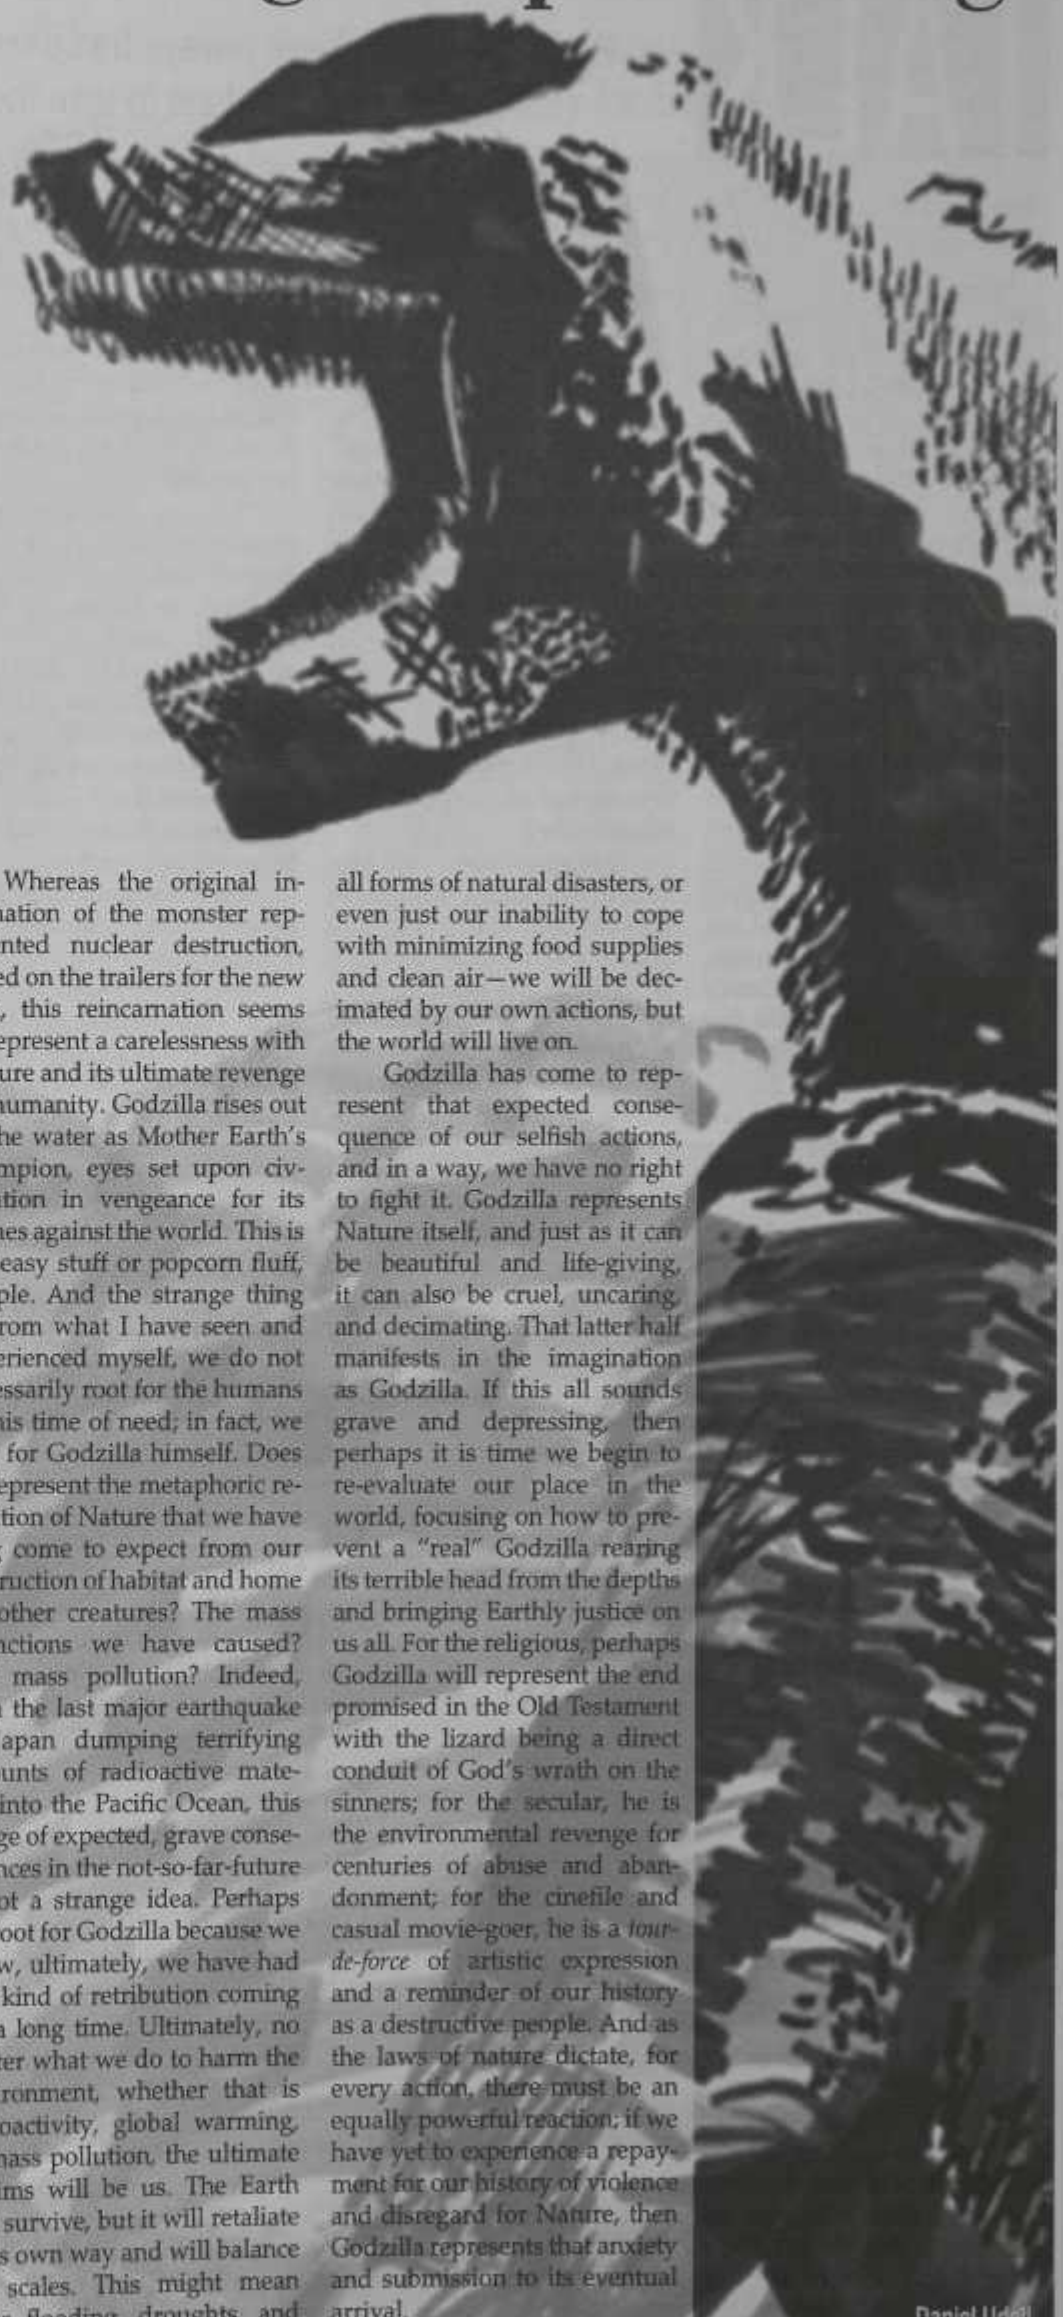 Whereas the original in-
nation of the monster rep-
nted nuclear destruction,
ed on the trailers for the new
, this reincarnation seems
epresent a carelessness with
ure and its ultimate revenge
humanity. Godzilla rises out
he water as Mother Earth's
mpion, eyes set upon civ-
ation in vengeance for its
nes against the world. This is
easy stuff or popcorn fluff,
ple. And the strange thing
rom what I have seen and
erienced myself, we do not
essarily root for the humans
his time of need; in fact, we
for Godzilla himself. Does
epresent the metaphoric re-
tion of Nature that we have
come to expect from our
ruction of habitat and home
other creatures? The mass
nctions we have caused?
mass pollution? Indeed,
the last major earthquake
apan dumping terrifying
unts of radioactive mate-
into the Pacific Ocean, this
ge of expected, grave conse-
nces in the not-so-far-future
ot a strange idea. Perhaps
oot for Godzilla because we
w, ultimately, we have had
kind of retribution coming
a long time. Ultimately, no
ter what we do to harm the
ronment, whether that is
oactivity, global warming,
nass pollution, the ultimate
ims will be us. The Earth
survive, but it will retaliate
s own way and will balance
scales. This might mean
flooding, droughts and
all forms of natural disasters, or
even just our inability to cope
with minimizing food supplies
and clean air—we will be dec-
imated by our own actions, but
the world will live on.
Godzilla has come to rep-
resent that expected conse-
quence of our selfish actions,
and in a way, we have no right
to fight it. Godzilla represents
Nature itself, and just as it can
be beautiful and life-giving,
it can also be cruel, uncaring,
and decimating. That latter half
manifests in the imagination
as Godzilla. If this all sounds
grave and depressing, then
perhaps it is time we begin to
re-evaluate our place in the
world, focusing on how to pre-
vent a "real" Godzilla rearing
its terrible head from the depths
and bringing Earthly justice on
us all. For the religious, perhaps
Godzilla will represent the end
promised in the Old Testament
with the lizard being a direct
conduit of God's wrath on the
sinners; for the secular, he is
the environmental revenge for
centuries of abuse and aban-
donment; for the cinefile and
casual movie-goer, he is a tour-
de-force of artistic expression
and a reminder of our history
as a destructive people. And as
the laws of nature dictate, for
every action, there must be an
equally powerful reaction; if we
have yet to experience a repay-
ment for our history of violence
and disregard for Nature, then
Godzilla represents that anxiety
and submission to its eventual
arrival.
Daniel